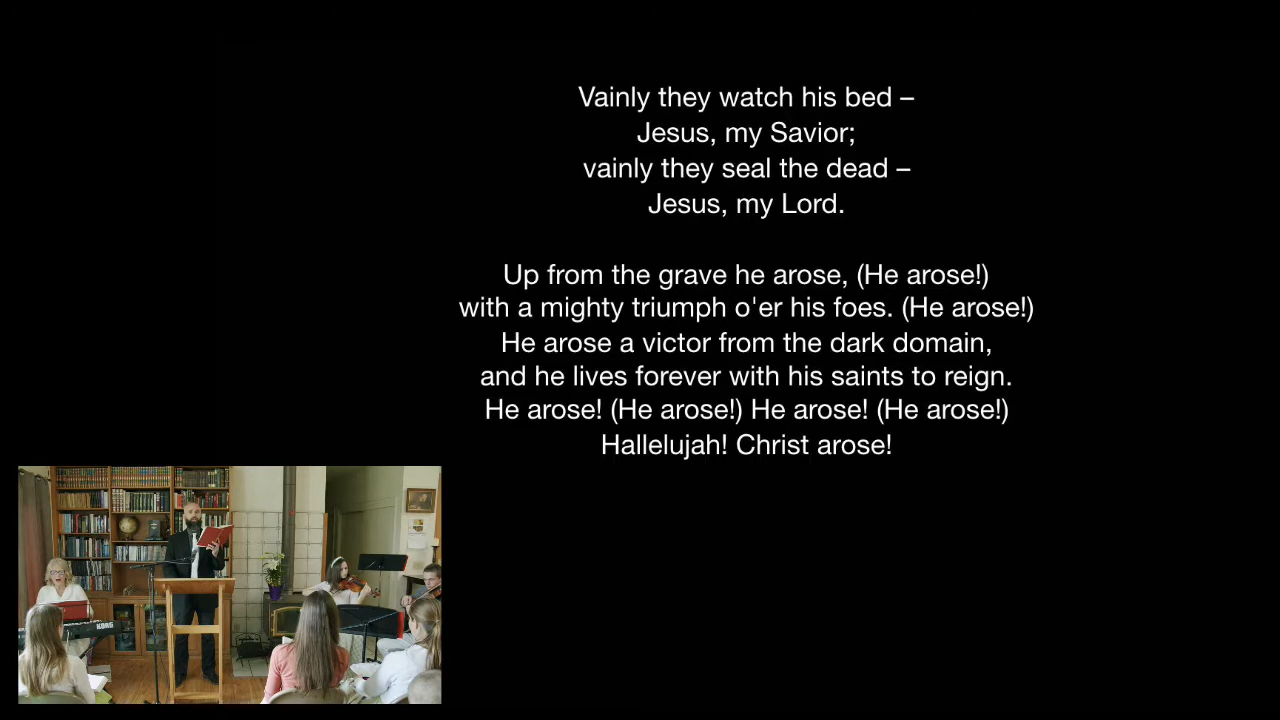 Vainly they watch his bed –
Jesus, my Savior;
vainly they seal the dead –
Jesus, my Lord.
Up from the grave he arose, (He arose!)
with a mighty triumph o'er his foes. (He arose!)
He arose a victor from the dark domain,
and he lives forever with his saints to reign.
He arose! (He arose!) He arose! (He arose!)
Hallelujah! Christ arose!
KORG